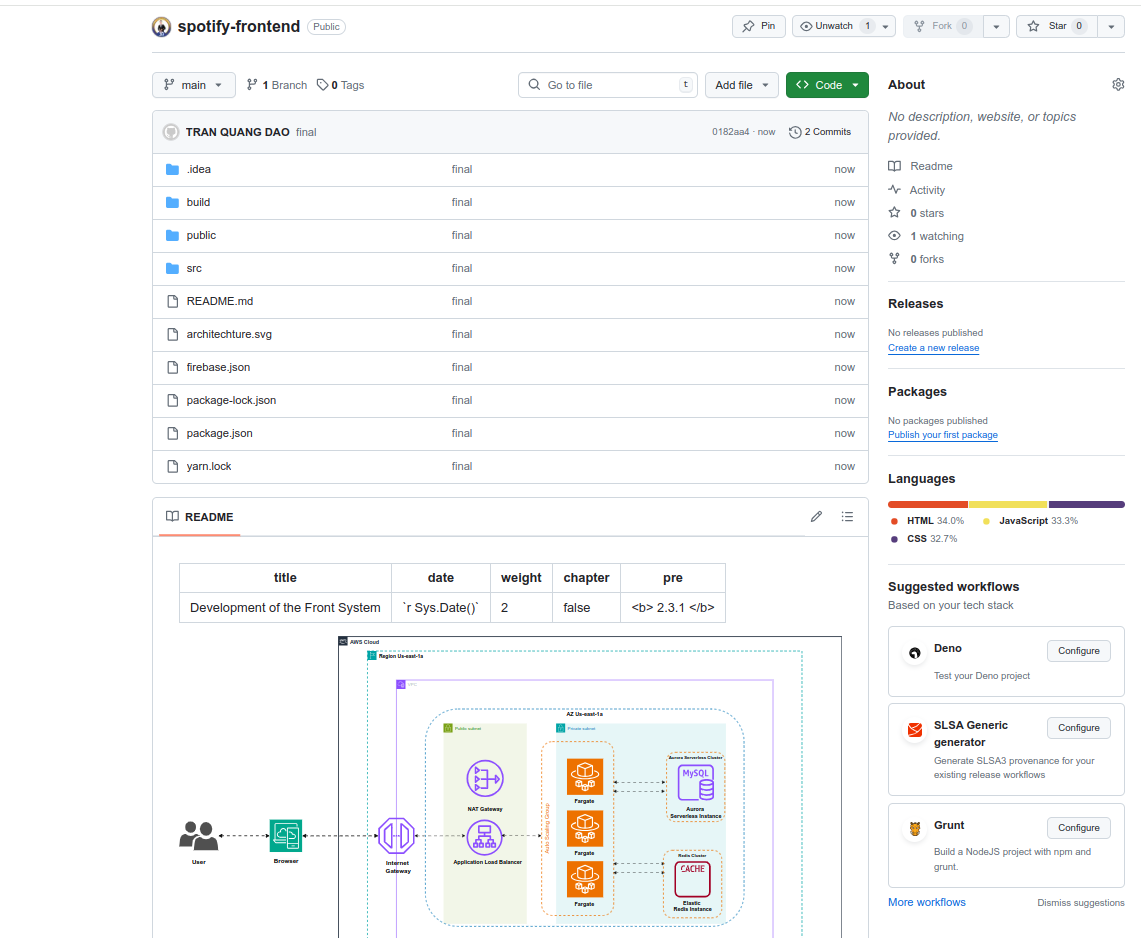 spotify-frontend Public
Pin Unwatch 1 Fork 0 Star 0
main 1 Branch 0 Tags
Go to file t Add file Code
TRAN QUANG DAO final 0182aa4 · now 2 Commits
.idea final now
build final now
public final now
src final now
README.md final now
architechture.svg final now
firebase.json final now
package-lock.json final now
package.json final now
yarn.lock final now
About
No description, website, or topics
provided.
Readme
Activity
0 stars
1 watching
0 forks
Releases
No releases published
Create a new release
Packages
No packages published
Publish your first package
Languages
HTML 34.0% JavaScript 33.3%
CSS 32.7%
Suggested workflows
Based on your tech stack
Deno Configure
Test your Deno project
SLSA Generic
generator
Configure
Generate SLSA3 provenance for your
existing release workflows
Grunt Configure
Build a NodeJS project with npm and
grunt.
More workflows Dismiss suggestions
README
title date weight chapter pre
Development of the Front System `r Sys.Date()` 2 false <b> 2.3.1 </b>
AWS Cloud
Region Us-east-1a
AZ Us-east-1a
Public subnet
Private subnet
NAT Gateway
Application Load Balancer
Auto Scaling Group
Fargate
Fargate
Fargate
Aurora Serverless Cluster
MySQL
Aurora
Serverless Instance
Redis Cluster
CACHE
Elastic
Redis Instance
User
Browser
Internet
Gateway